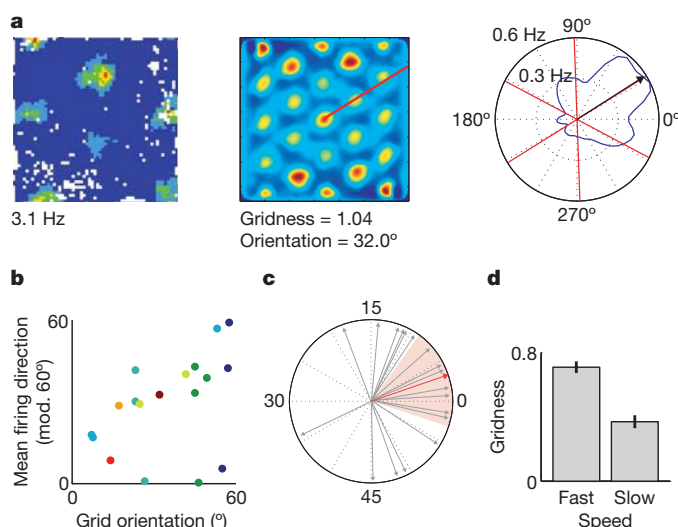 a
3.1 Hz
Gridness = 1.04
Orientation = 32.0º
0.6 Hz
90º
0.3 Hz
180º
0º
270º
b
60
Mean firing direction
(mod. 60º)
0
60
Grid orientation (º)
c
15
30
0
45
d
0.8
Gridness
0
Fast
Slow
Speed